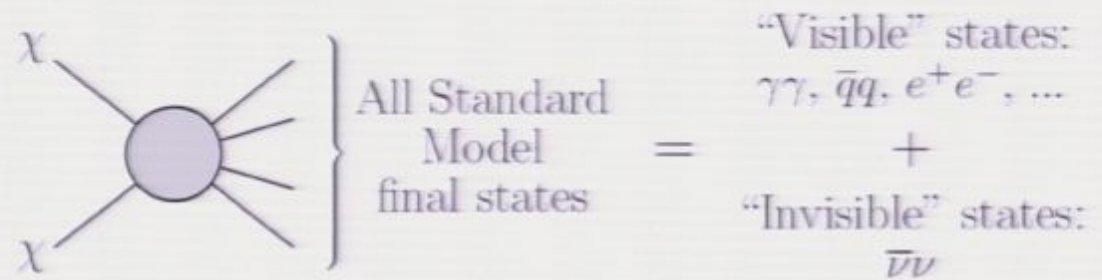 χ
χ
All Standard
Model
final states
=
“Visible” states:
γγ, q̄q, e⁺e⁻, ...
+
“Invisible” states:
ν̄ν